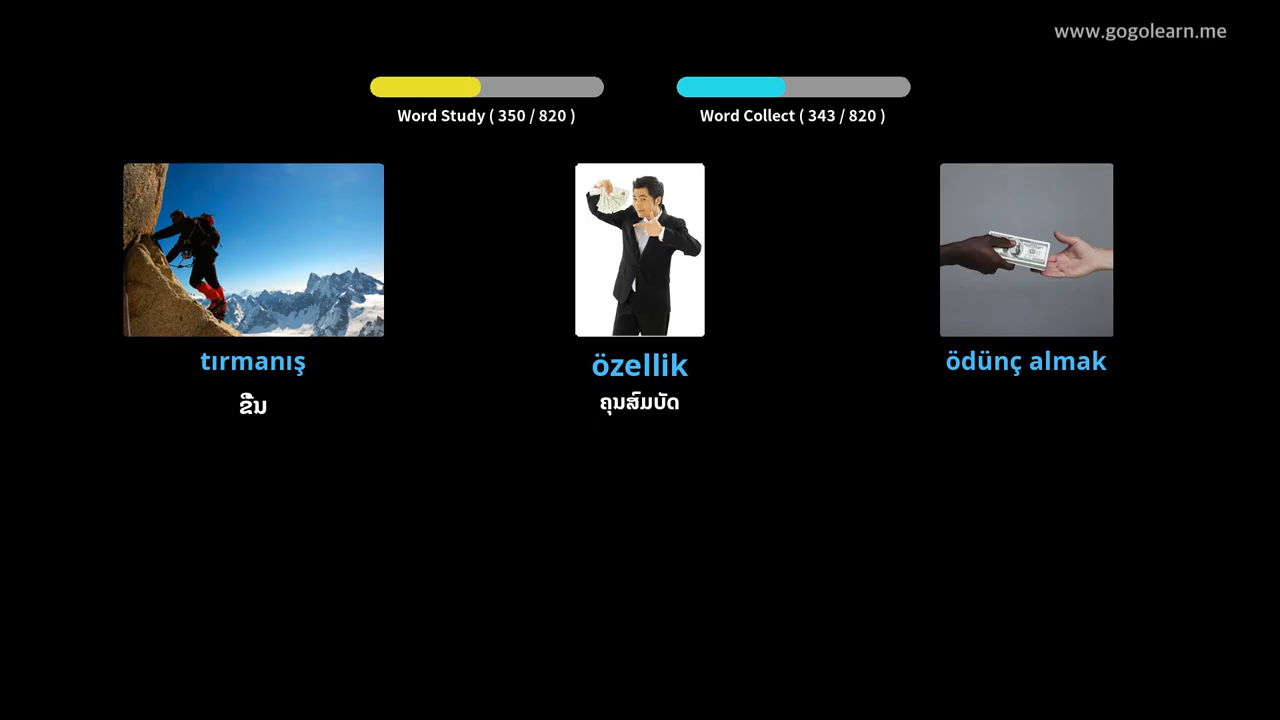 www.gogolearn.me
Word Study ( 350 / 820 )
Word Collect ( 343 / 820 )
tırmanış
özellik
ödünç almak
ຂຶ້ນ
ຄຸນສົມບັດ